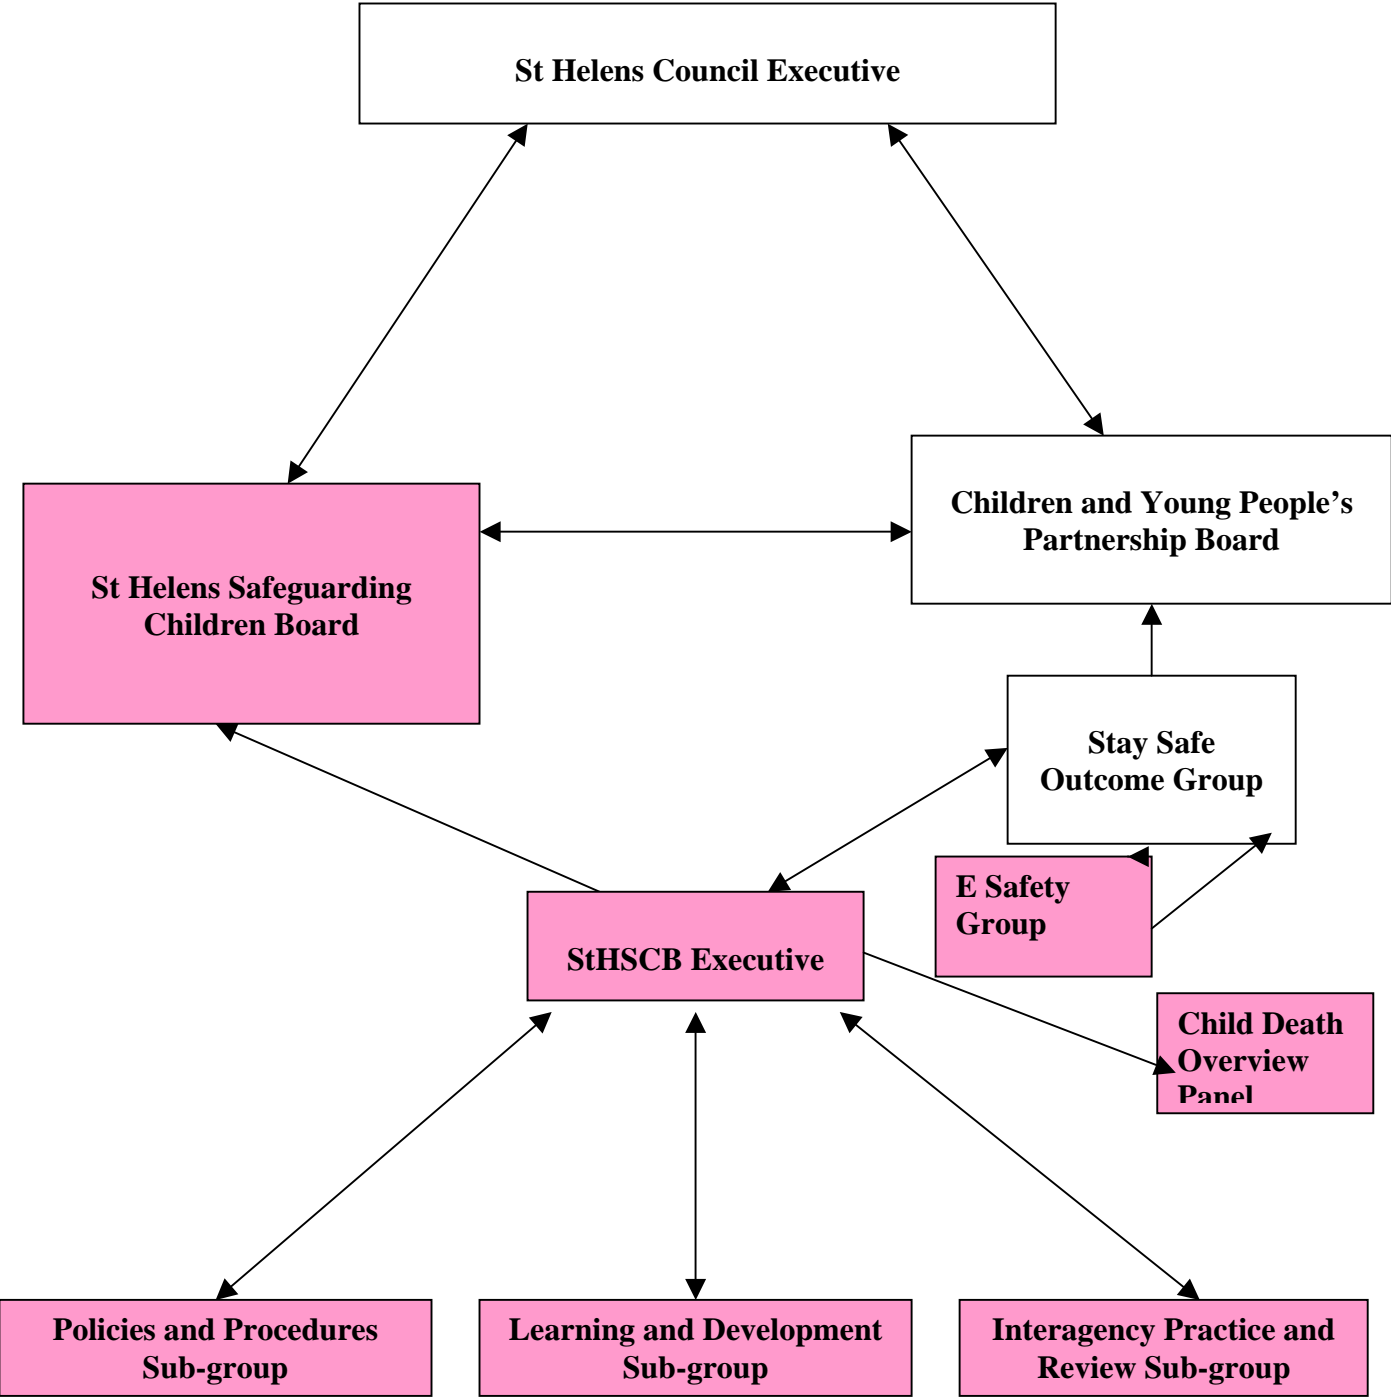 St Helens Council Executive
Children and Young People’s
Partnership Board
St Helens Safeguarding
Children Board
Stay Safe
Outcome Group
E Safety
Group
StHSCB Executive
Child Death
Overview
Panel
Policies and Procedures
Sub-group
Learning and Development
Sub-group
Interagency Practice and
Review Sub-group